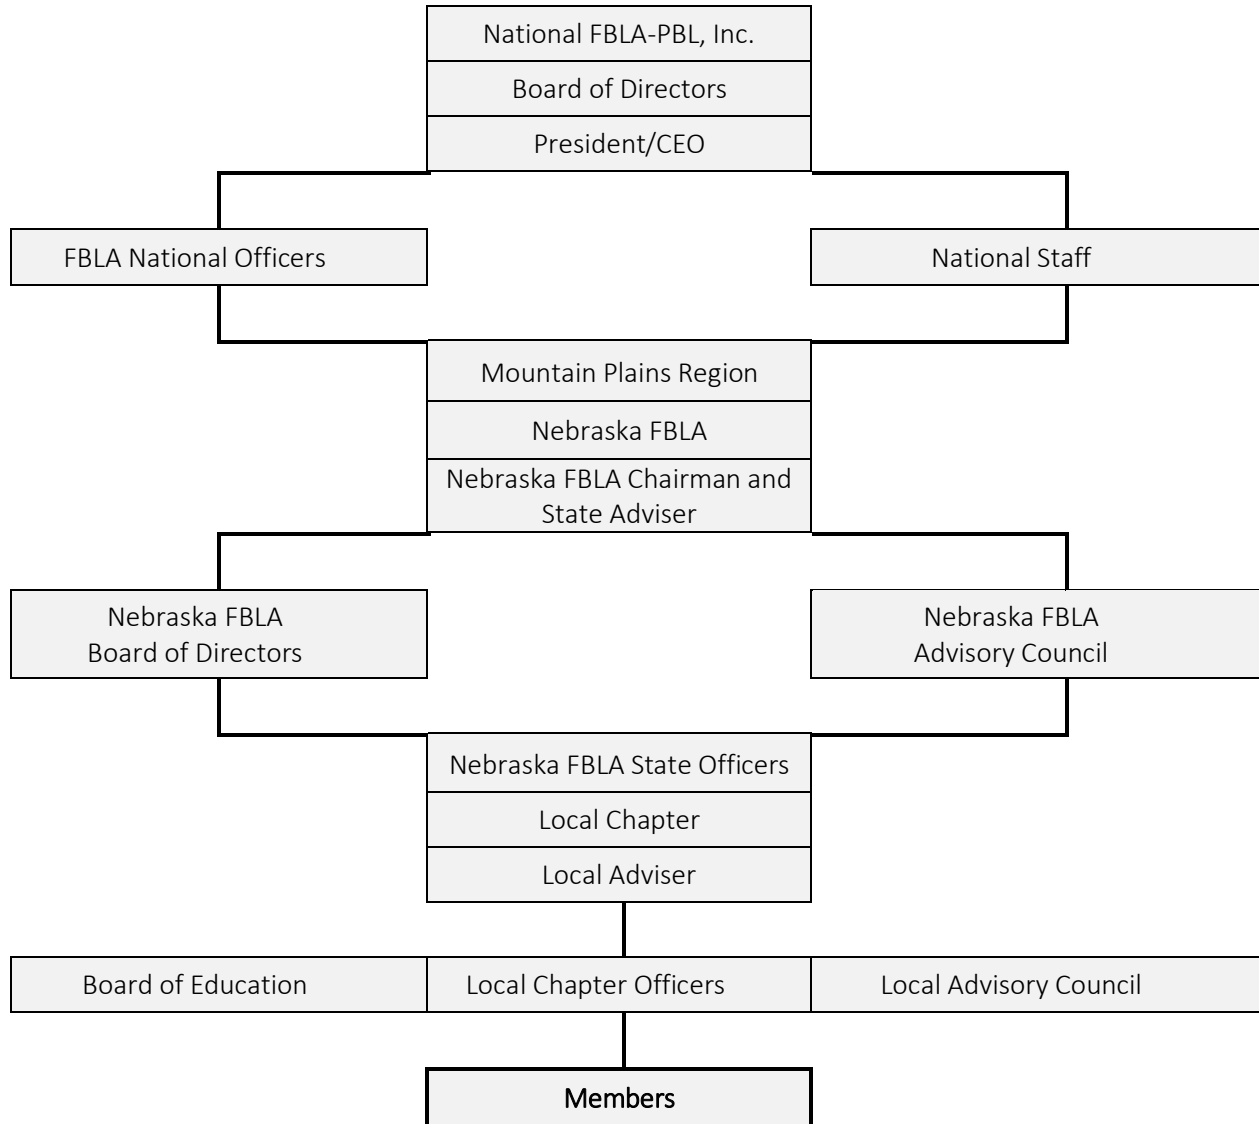 National FBLA-PBL, Inc.
Board of Directors
President/CEO
FBLA National Officers
National Staff
Mountain Plains Region
Nebraska FBLA
Nebraska FBLA Chairman and
State Adviser
Nebraska FBLA
Board of Directors
Nebraska FBLA
Advisory Council
Nebraska FBLA State Officers
Local Chapter
Local Adviser
Board of Education
Local Chapter Officers
Local Advisory Council
Members